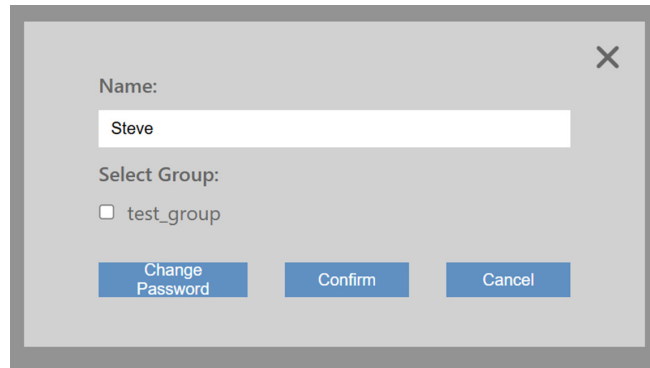 Name:
Steve
Select Group:
test_group
Change
Password
Confirm
Cancel